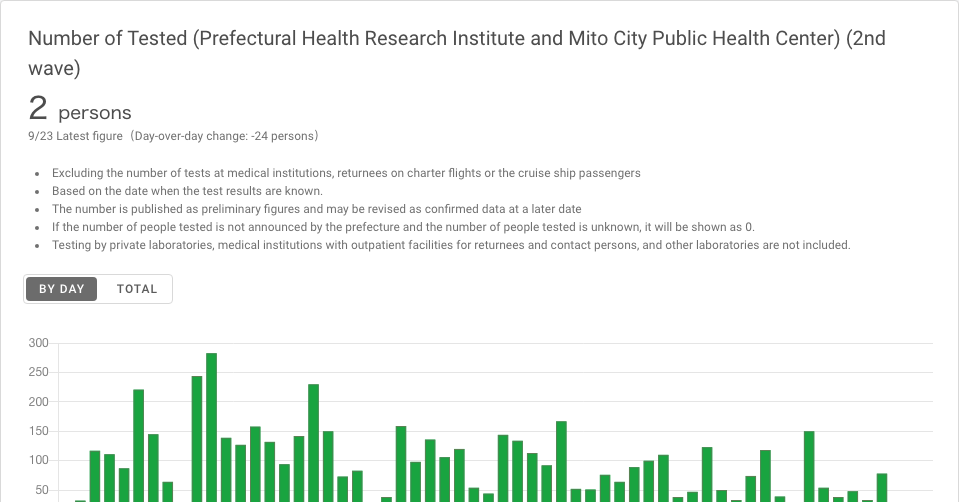 Number of Tested (Prefectural Health Research Institute and Mito City Public Health Center) (2nd
wave)
2 persons
9/23 Latest figure（Day-over-day change: -24 persons）
• Excluding the number of tests at medical institutions, returnees on charter flights or the cruise ship passengers
• Based on the date when the test results are known.
• The number is published as preliminary figures and may be revised as confirmed data at a later date
• If the number of people tested is not announced by the prefecture and the number of people tested is unknown, it will be shown as 0.
• Testing by private laboratories, medical institutions with outpatient facilities for returnees and contact persons, and other laboratories are not included.
BY DAY TOTAL
300
250
200
150
100
50